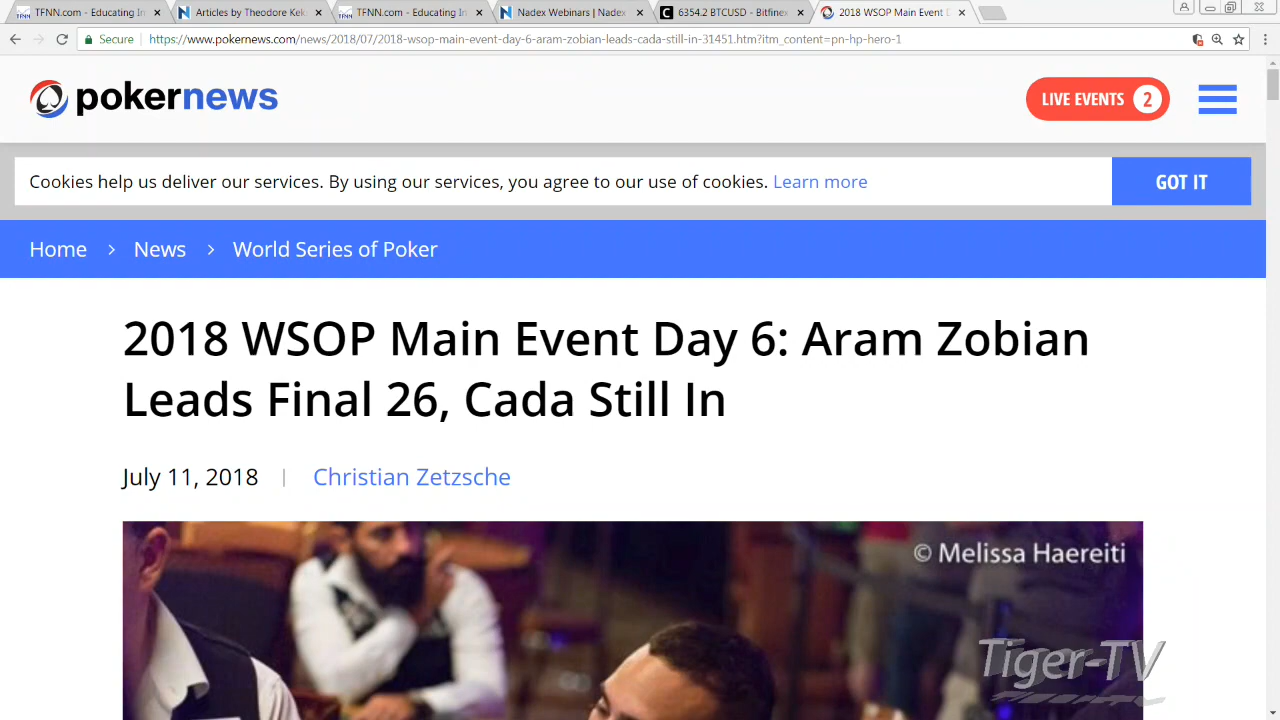 TFNN.com - Educating In
Articles by Theodore Kek
TFNN.com - Educating In
Nadex Webinars | Nadex
6354.2 BTCUSD - Bitfinex
2018 WSOP Main Event D
Secure
https://www.pokernews.com/news/2018/07/2018-wsop-main-event-day-6-aram-zobian-leads-cada-still-in-31451.htm?itm_content=pn-hp-hero-1
pokernews
LIVE EVENTS 2
Cookies help us deliver our services. By using our services, you agree to our use of cookies. Learn more
GOT IT
Home > News > World Series of Poker
2018 WSOP Main Event Day 6: Aram Zobian
Leads Final 26, Cada Still In
July 11, 2018 | Christian Zetzsche
© Melissa Haereiti
Tiger-TV